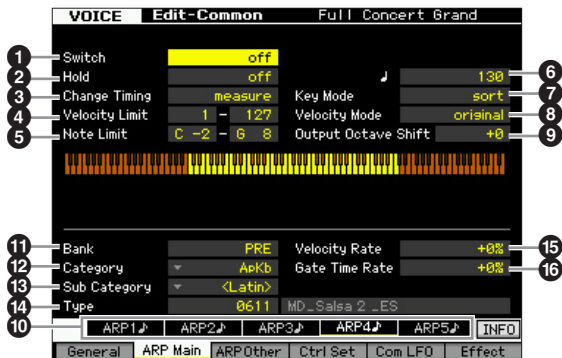 VOICE Edit-Common Full Concert Grand
1 Switch off
2 Hold off ♩ 130 6
3 Change Timing measure Key Mode sort 7
4 Velocity Limit 1 - 127 Velocity Mode original 8
5 Note Limit C -2 - G 8 Output Octave Shift +0 9
11 Bank PRE Velocity Rate +0% 15
12 Category ApKb Gate Time Rate +0% 16
13 Sub Category <Latin>
14 Type 0611 MD_Salsa 2 _ES
10 ARP1♪ ARP2♪ ARP3♪ ARP4♪ ARP5♪ INFO
General ARP Main ARP Other Ctrl Set Com LFO Effect